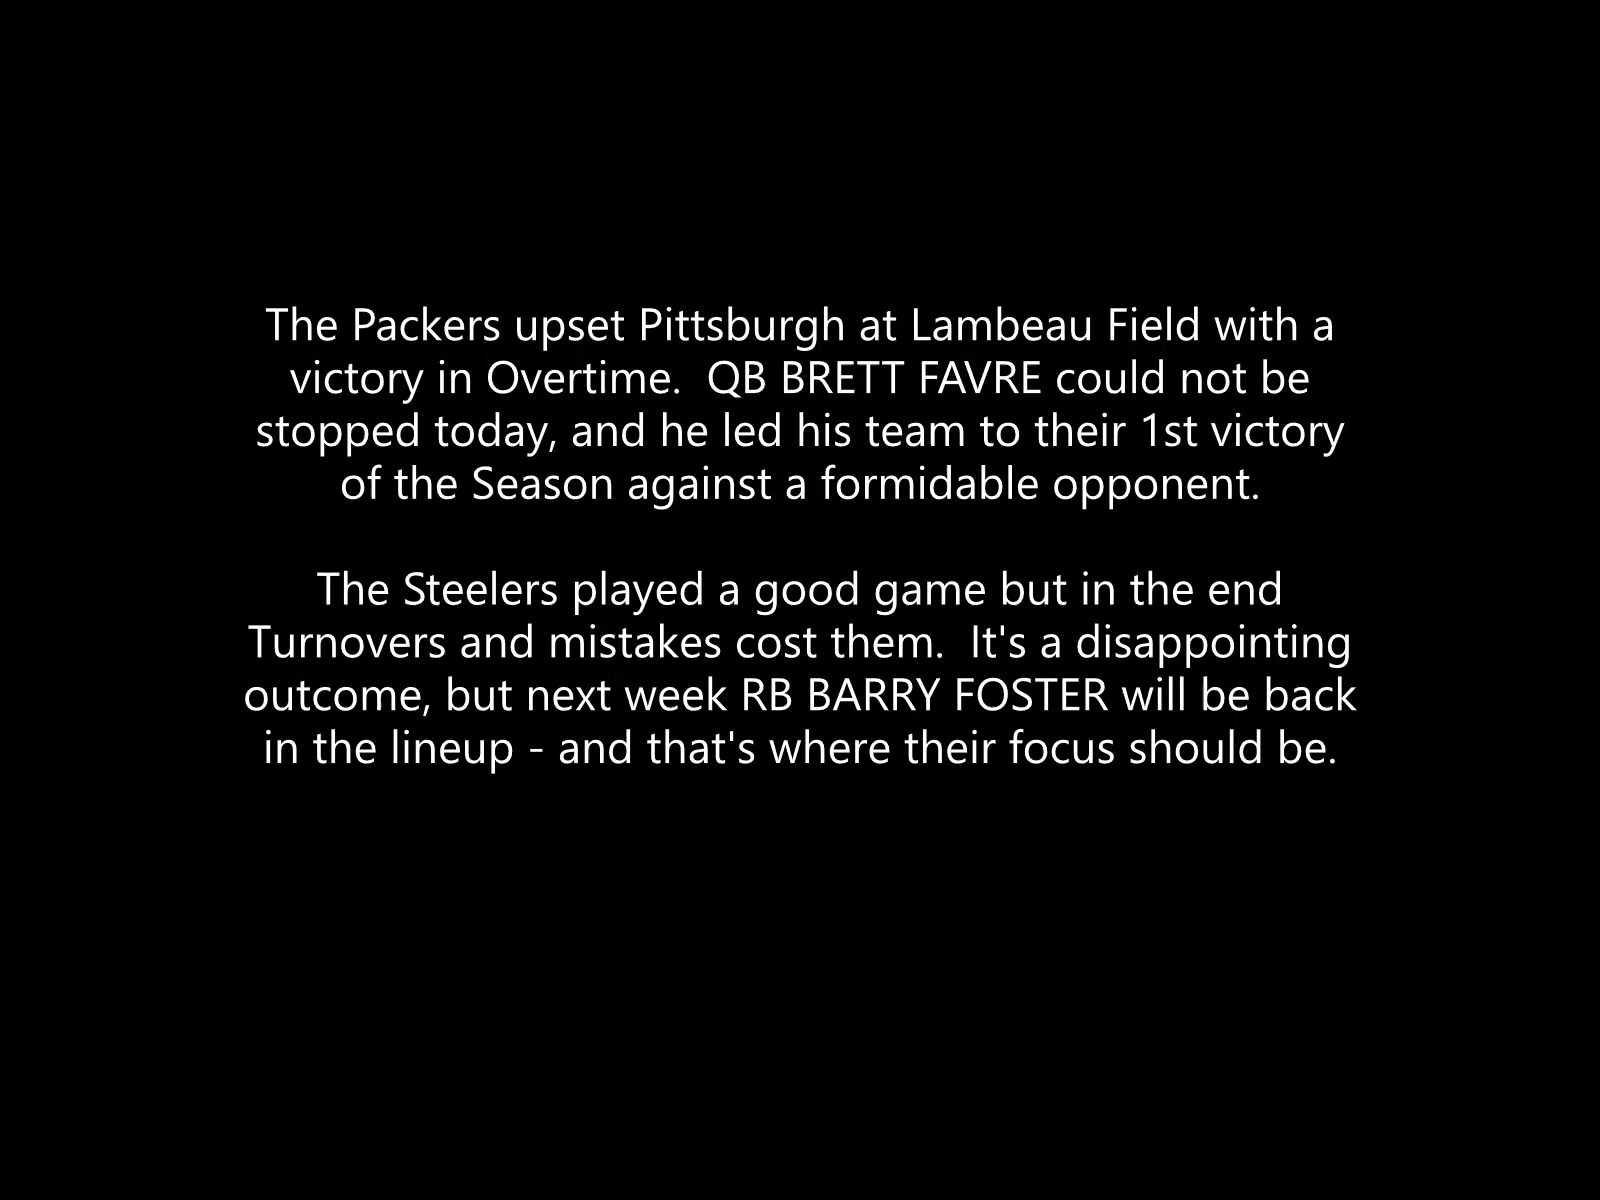 The Packers upset Pittsburgh at Lambeau Field with a
victory in Overtime.  QB BRETT FAVRE could not be
stopped today, and he led his team to their 1st victory
of the Season against a formidable opponent.

The Steelers played a good game but in the end
Turnovers and mistakes cost them.  It's a disappointing
outcome, but next week RB BARRY FOSTER will be back
in the lineup - and that's where their focus should be.